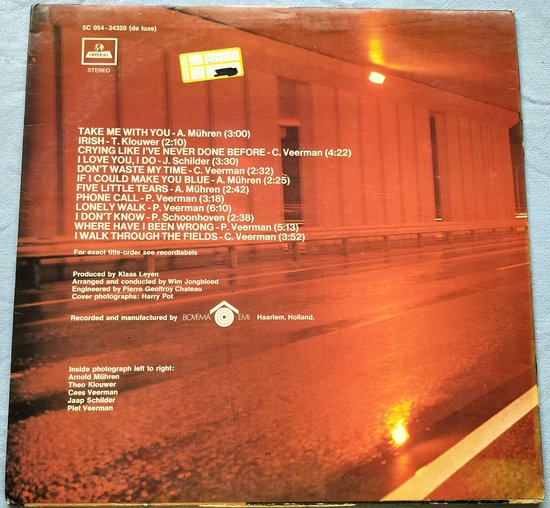 5C 054-24320 (de luxe)
IMPERIAL
STEREO
TAKE ME WITH YOU - A. Mühren (3:00)
IRISH - T. Klouwer (2:10)
CRYING LIKE I'VE NEVER DONE BEFORE - C. Veerman (4:22)
I LOVE YOU, I DO - J. Schilder (3:30)
DON'T WASTE MY TIME - C. Veerman (2:32)
IF I COULD MAKE YOU BLUE - A. Mühren (2:25)
FIVE LITTLE TEARS - A. Mühren (2:42)
PHONE CALL - P. Veerman (3:18)
LONELY WALK - P. Veerman (6:10)
I DON'T KNOW - P. Schoonhoven (2:38)
WHERE HAVE I BEEN WRONG - P. Veerman (5:13)
I WALK THROUGH THE FIELDS - C. Veerman (3:52)
For exact title-order see recordlabels
Produced by Klaas Leyen
Arranged and conducted by Wim Jongbloed
Engineered by Pierre Geoffroy Chateau
Cover photographs: Harry Pot
Recorded and manufactured by BOVEMA EMI Haarlem, Holland.
Inside photograph left to right:
Arnold Mühren
Theo Klouwer
Cees Veerman
Jaap Schilder
Piet Veerman